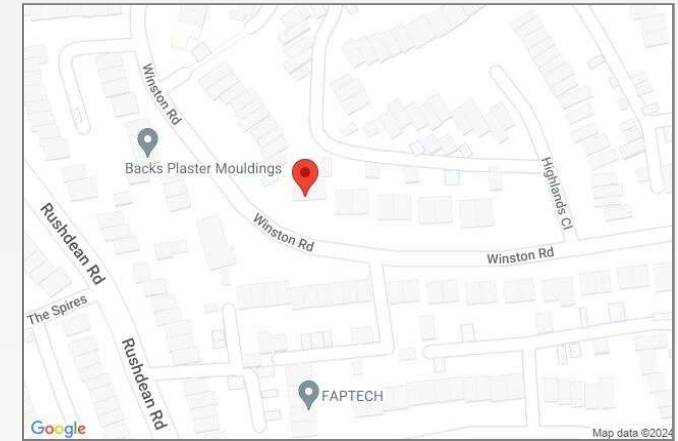 Winston Rd
Backs Plaster Mouldings
Highlands Cl
Rushdean Rd
Winston Rd
Winston Rd
The Spires
Rushdean Rd
FAPTECH
Google
Map data ©2024